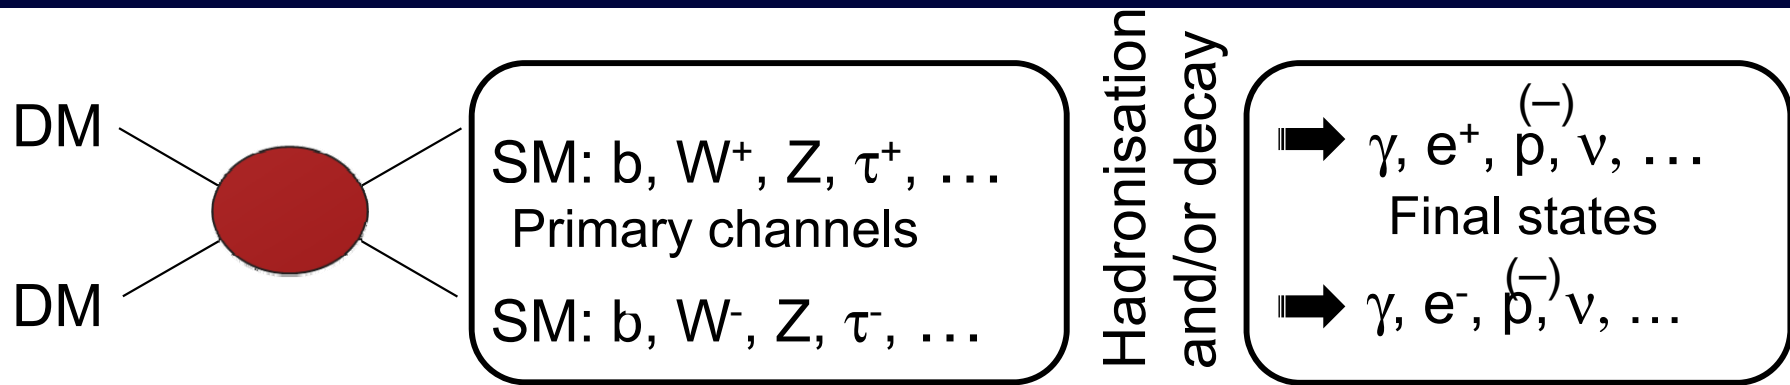 DM
DM
SM: b, W⁺, Z, τ⁺, …
Primary channels
SM: b, W⁻, Z, τ⁻, …
Hadronisation
and/or decay
(–)
γ, e⁺, p, ν, …
Final states
(–)
γ, e⁻, p, ν, …